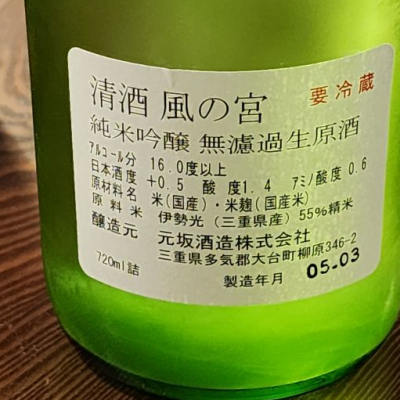 清酒 風の宮 要冷蔵
純米吟醸 無濾過生原酒
アルコール分 16.0度以上
日本酒度 +0.5 酸度1.4 アミノ酸度 0.6
原材料名 米(国産)・米麹(国産米)
原料米 伊勢光(三重県産)55%精米
醸造元 元坂酒造株式会社
三重県多気郡大台町柳原346-2
720ml詰 製造年月 05-03